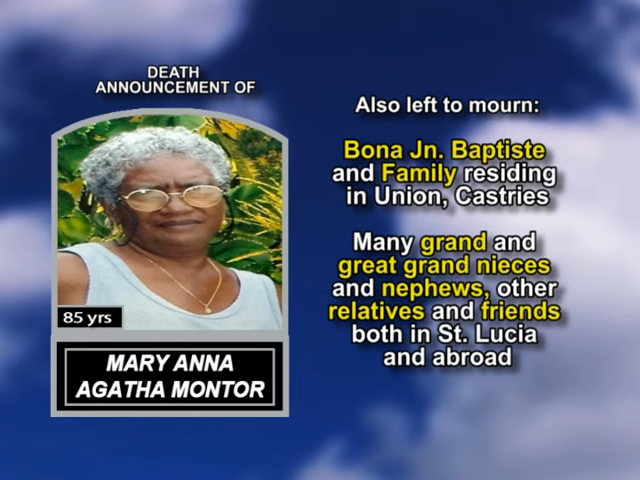 DEATH
ANNOUNCEMENT OF
85 yrs
MARY ANNA
AGATHA MONTOR
Also left to mourn:
Bona Jn. Baptiste
and Family residing
in Union, Castries
Many grand and
great grand nieces
and nephews, other
relatives and friends
both in St. Lucia
and abroad